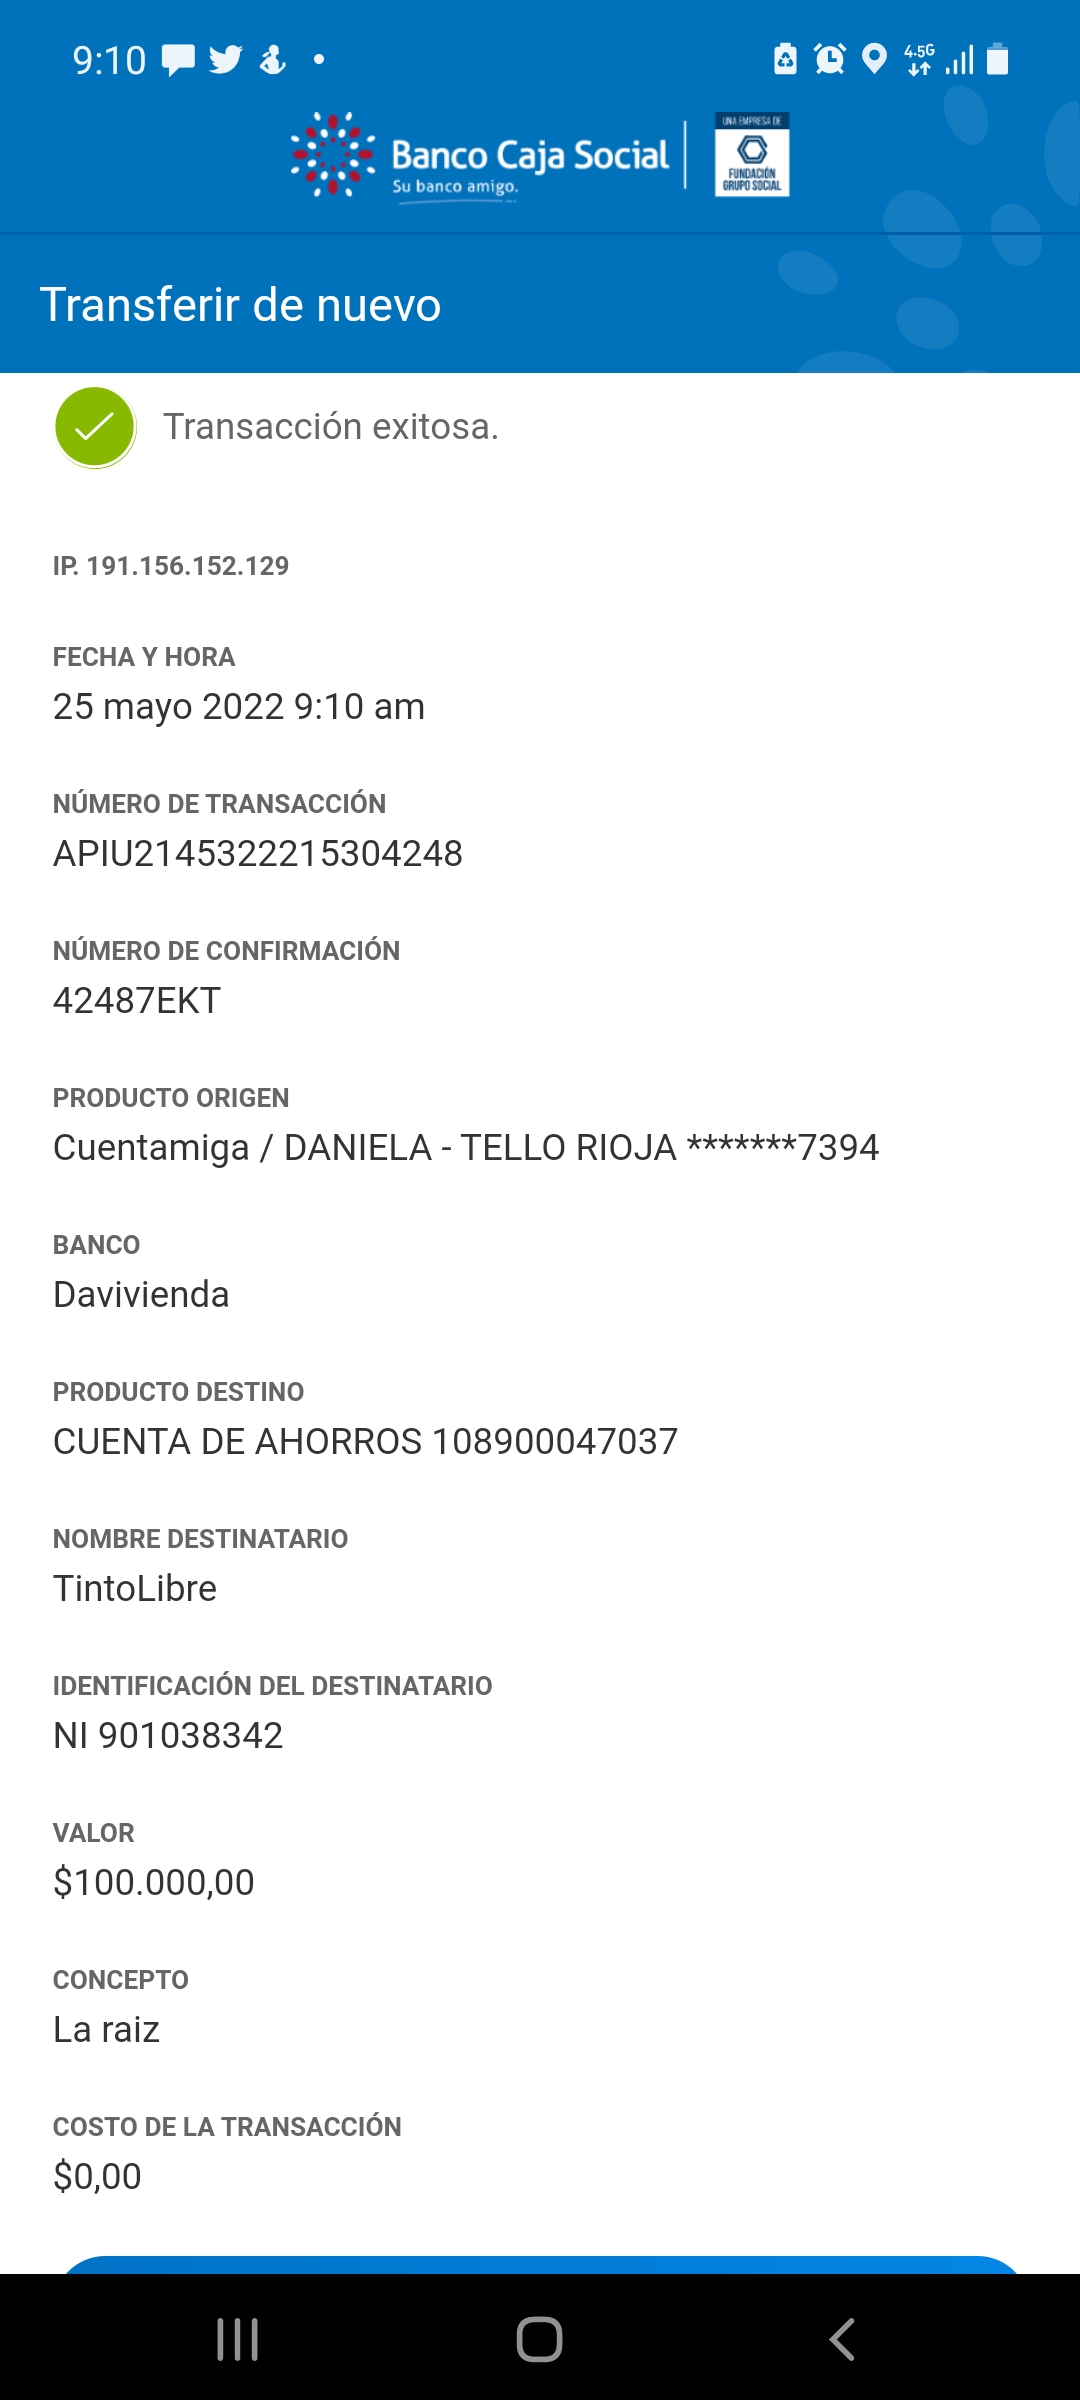 9:10
4.5G
Banco Caja Social
Su banco amigo.
UNA EMPRESA DE
FUNDACIÓN
GRUPO SOCIAL
Transferir de nuevo
Transacción exitosa.
IP. 191.156.152.129
FECHA Y HORA
25 mayo 2022 9:10 am
NÚMERO DE TRANSACCIÓN
APIU2145322215304248
NÚMERO DE CONFIRMACIÓN
42487EKT
PRODUCTO ORIGEN
Cuentamiga / DANIELA - TELLO RIOJA *******7394
BANCO
Davivienda
PRODUCTO DESTINO
CUENTA DE AHORROS 108900047037
NOMBRE DESTINATARIO
TintoLibre
IDENTIFICACIÓN DEL DESTINATARIO
NI 901038342
VALOR
$100.000,00
CONCEPTO
La raiz
COSTO DE LA TRANSACCIÓN
$0,00